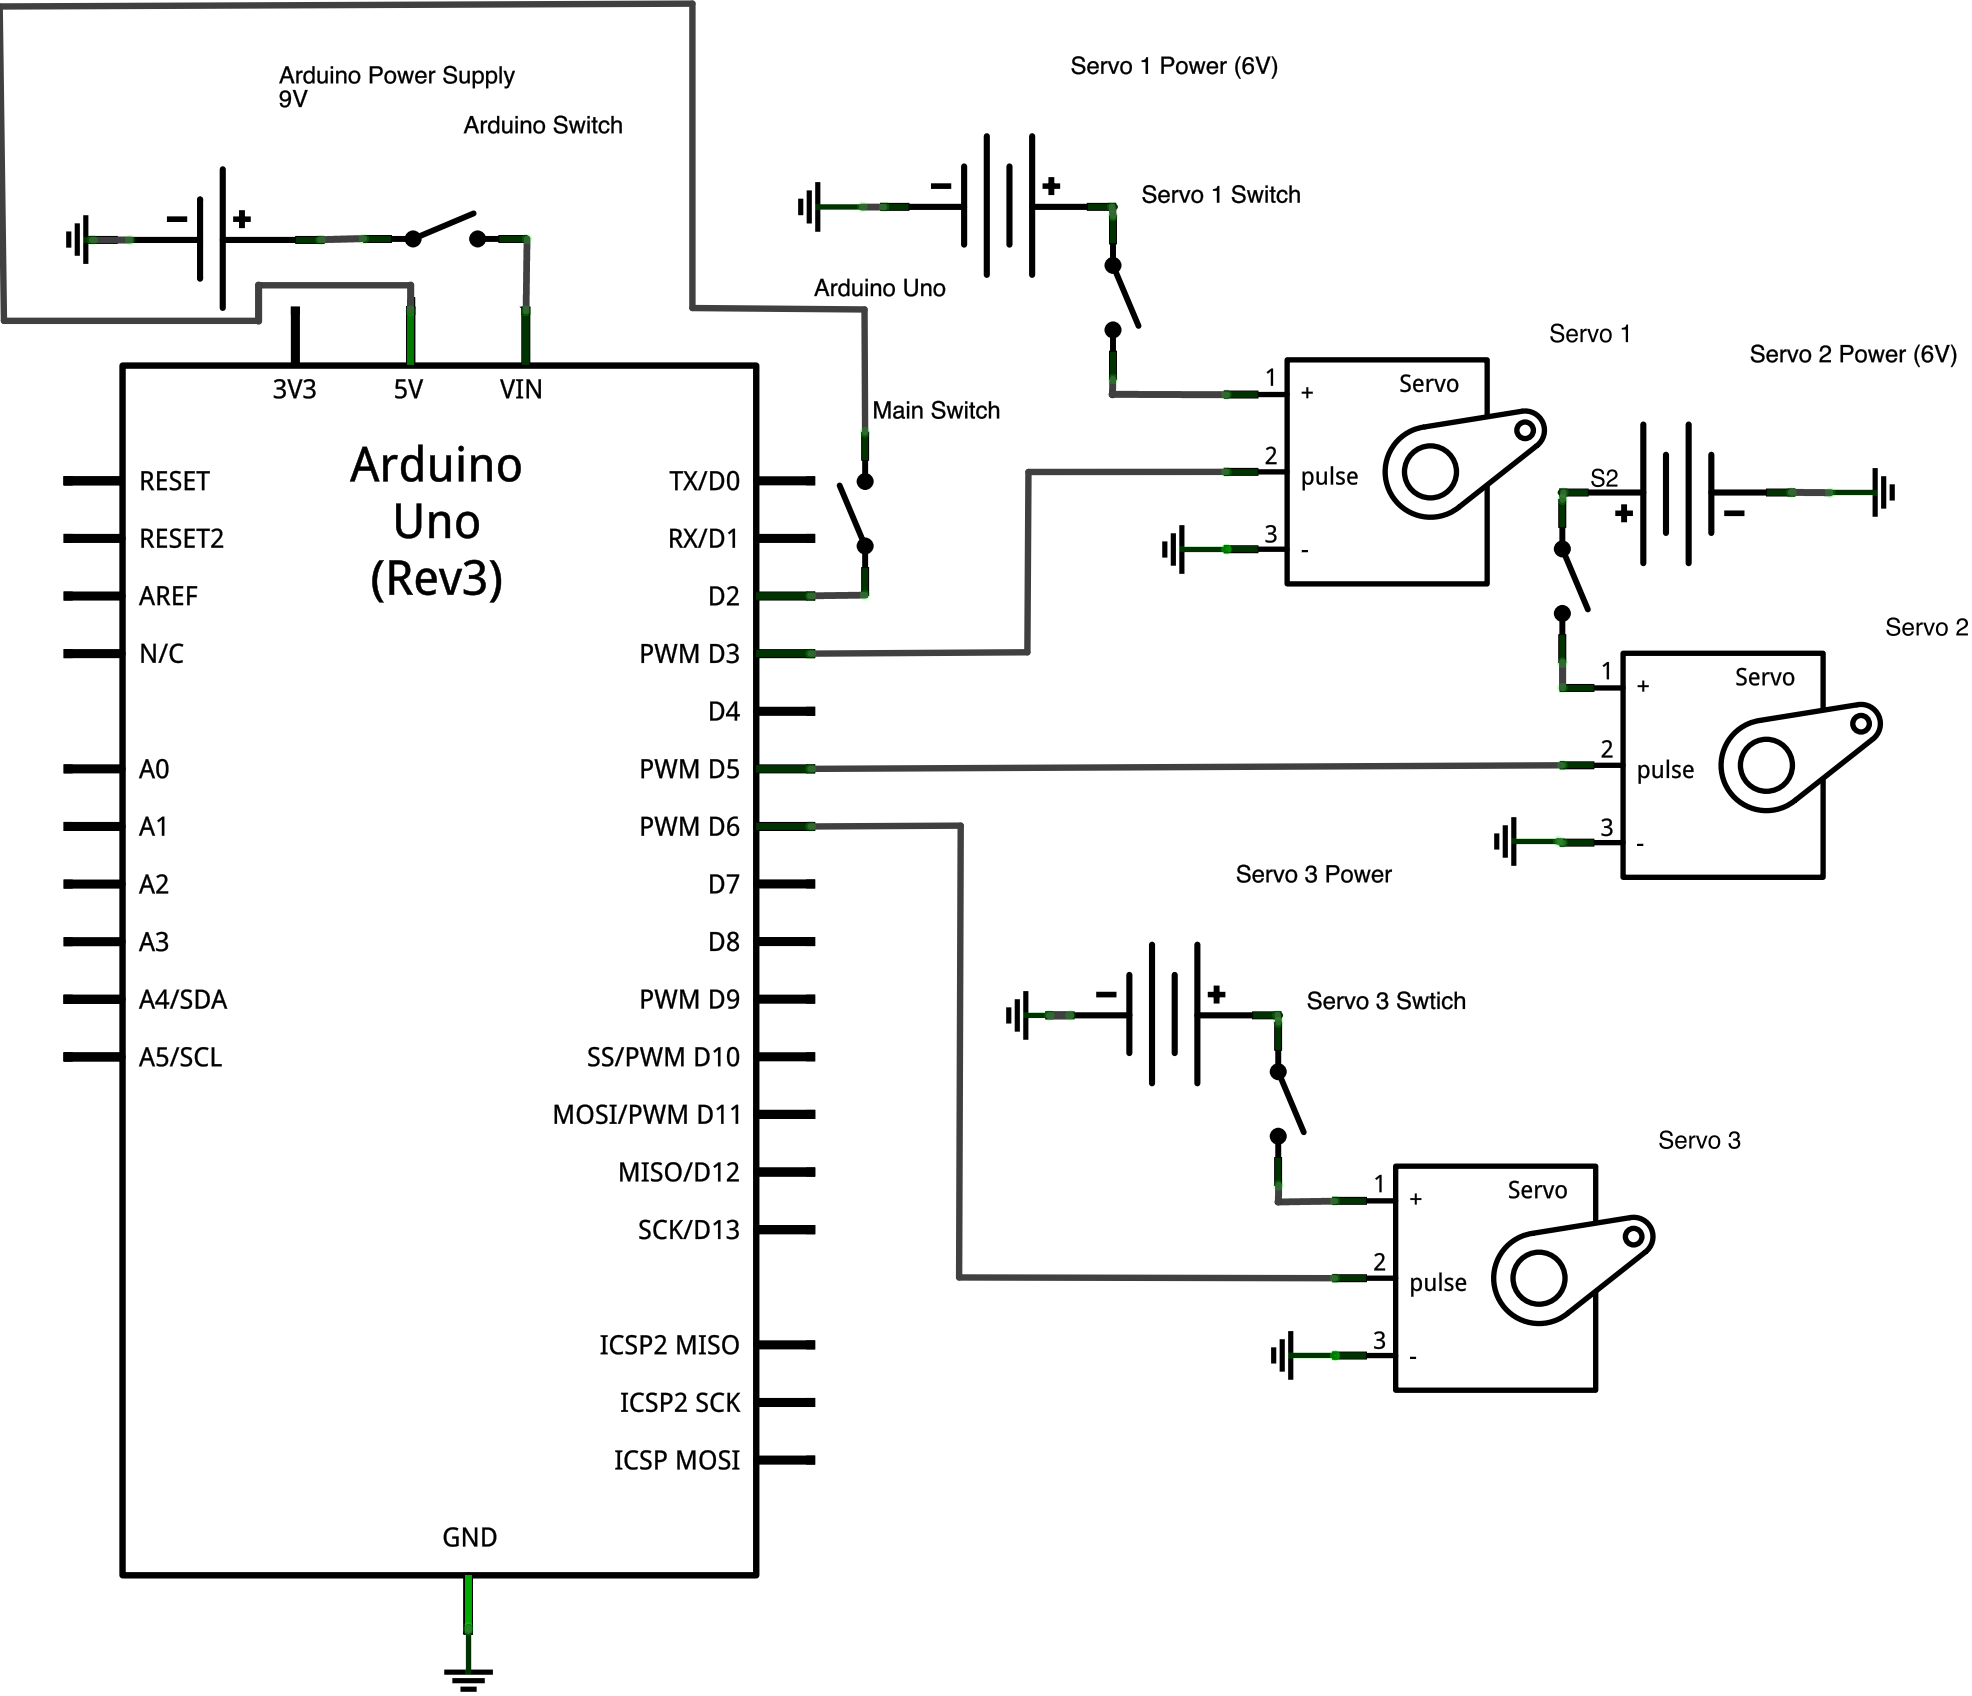 Arduino Power Supply
9V
Arduino Switch
Servo 1 Power (6V)
- +
- +
Servo 1 Switch
Arduino Uno
Main Switch
Servo 1
Servo 2 Power (6V)
3V3 5V VIN
Arduino
Uno
(Rev3)
RESET
RESET2
AREF
N/C
A0
A1
A2
A3
A4/SDA
A5/SCL
TX/D0
RX/D1
D2
PWM D3
D4
PWM D5
PWM D6
D7
D8
PWM D9
SS/PWM D10
MOSI/PWM D11
MISO/D12
SCK/D13
ICSP2 MISO
ICSP2 SCK
ICSP MOSI
GND
1 + Servo
2 pulse
3 -
S2
+ -
Servo 2
1 + Servo
2 pulse
3 -
Servo 3 Power
- +
Servo 3 Swtich
Servo 3
1 + Servo
2 pulse
3 -